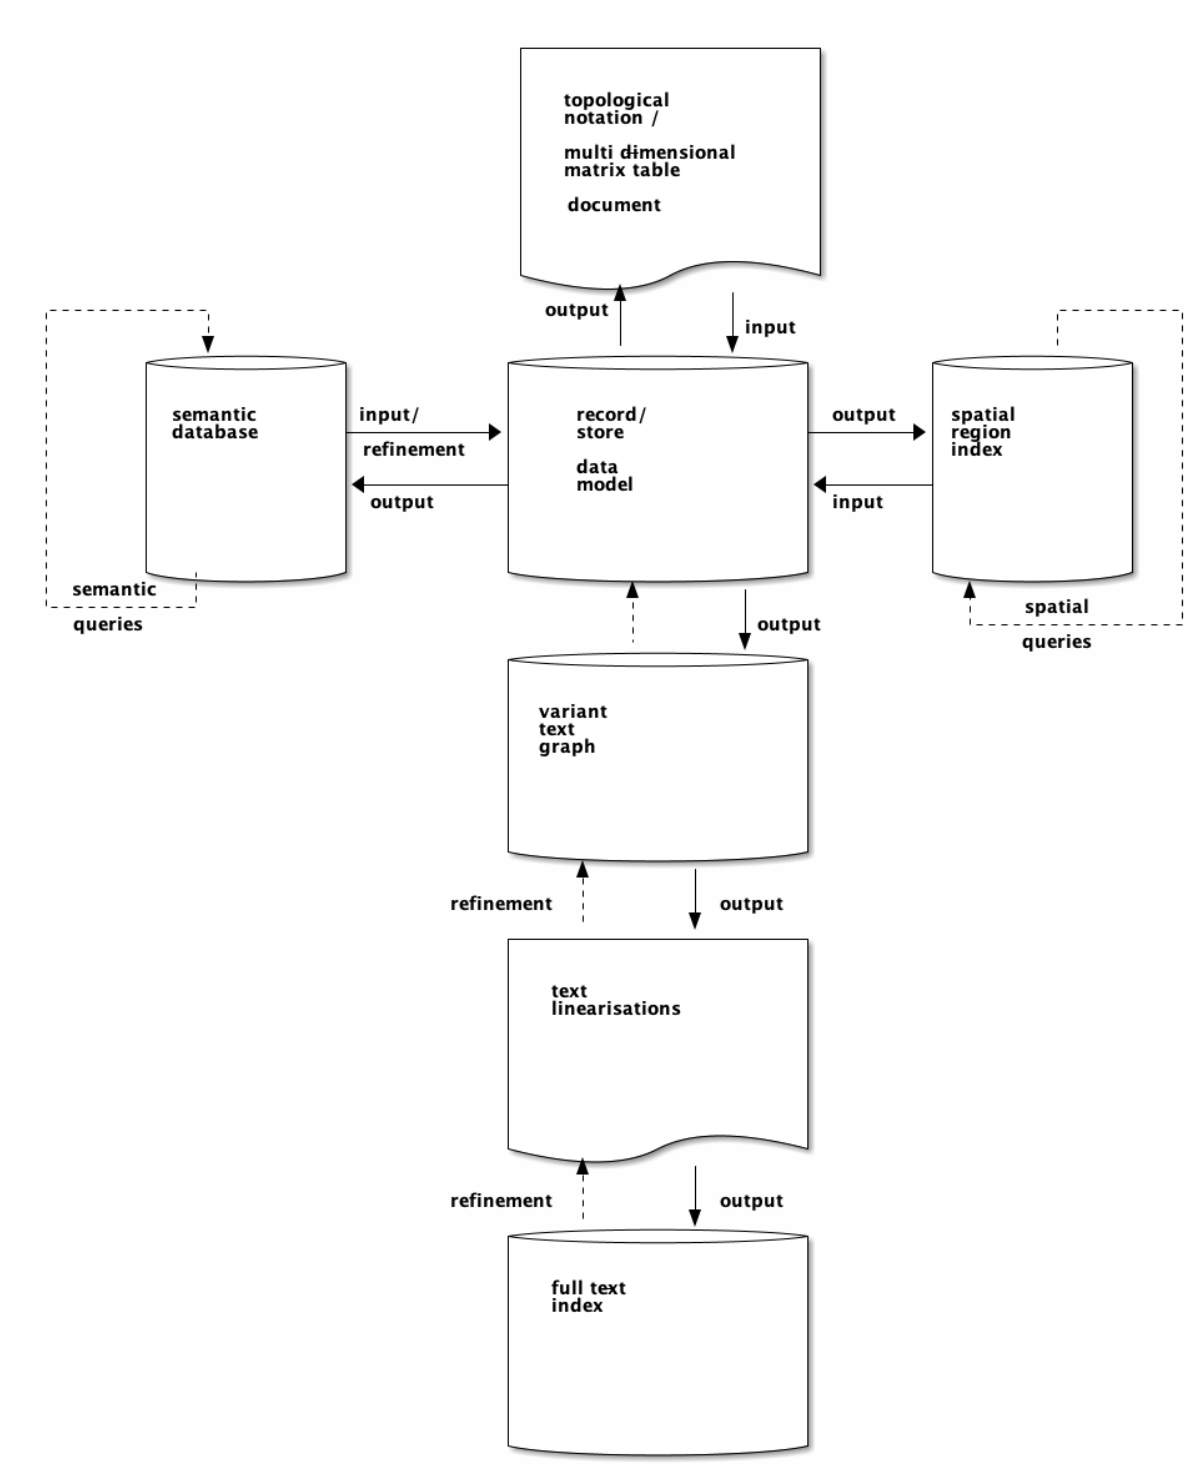 topological
notation /
multi dimensional
matrix table
document
output
input
semantic
database
input/
refinement
output
record/
store
data
model
output
input
spatial
region
index
semantic
queries
spatial
queries
output
variant
text
graph
refinement
output
text
linearisations
refinement
output
full text
index